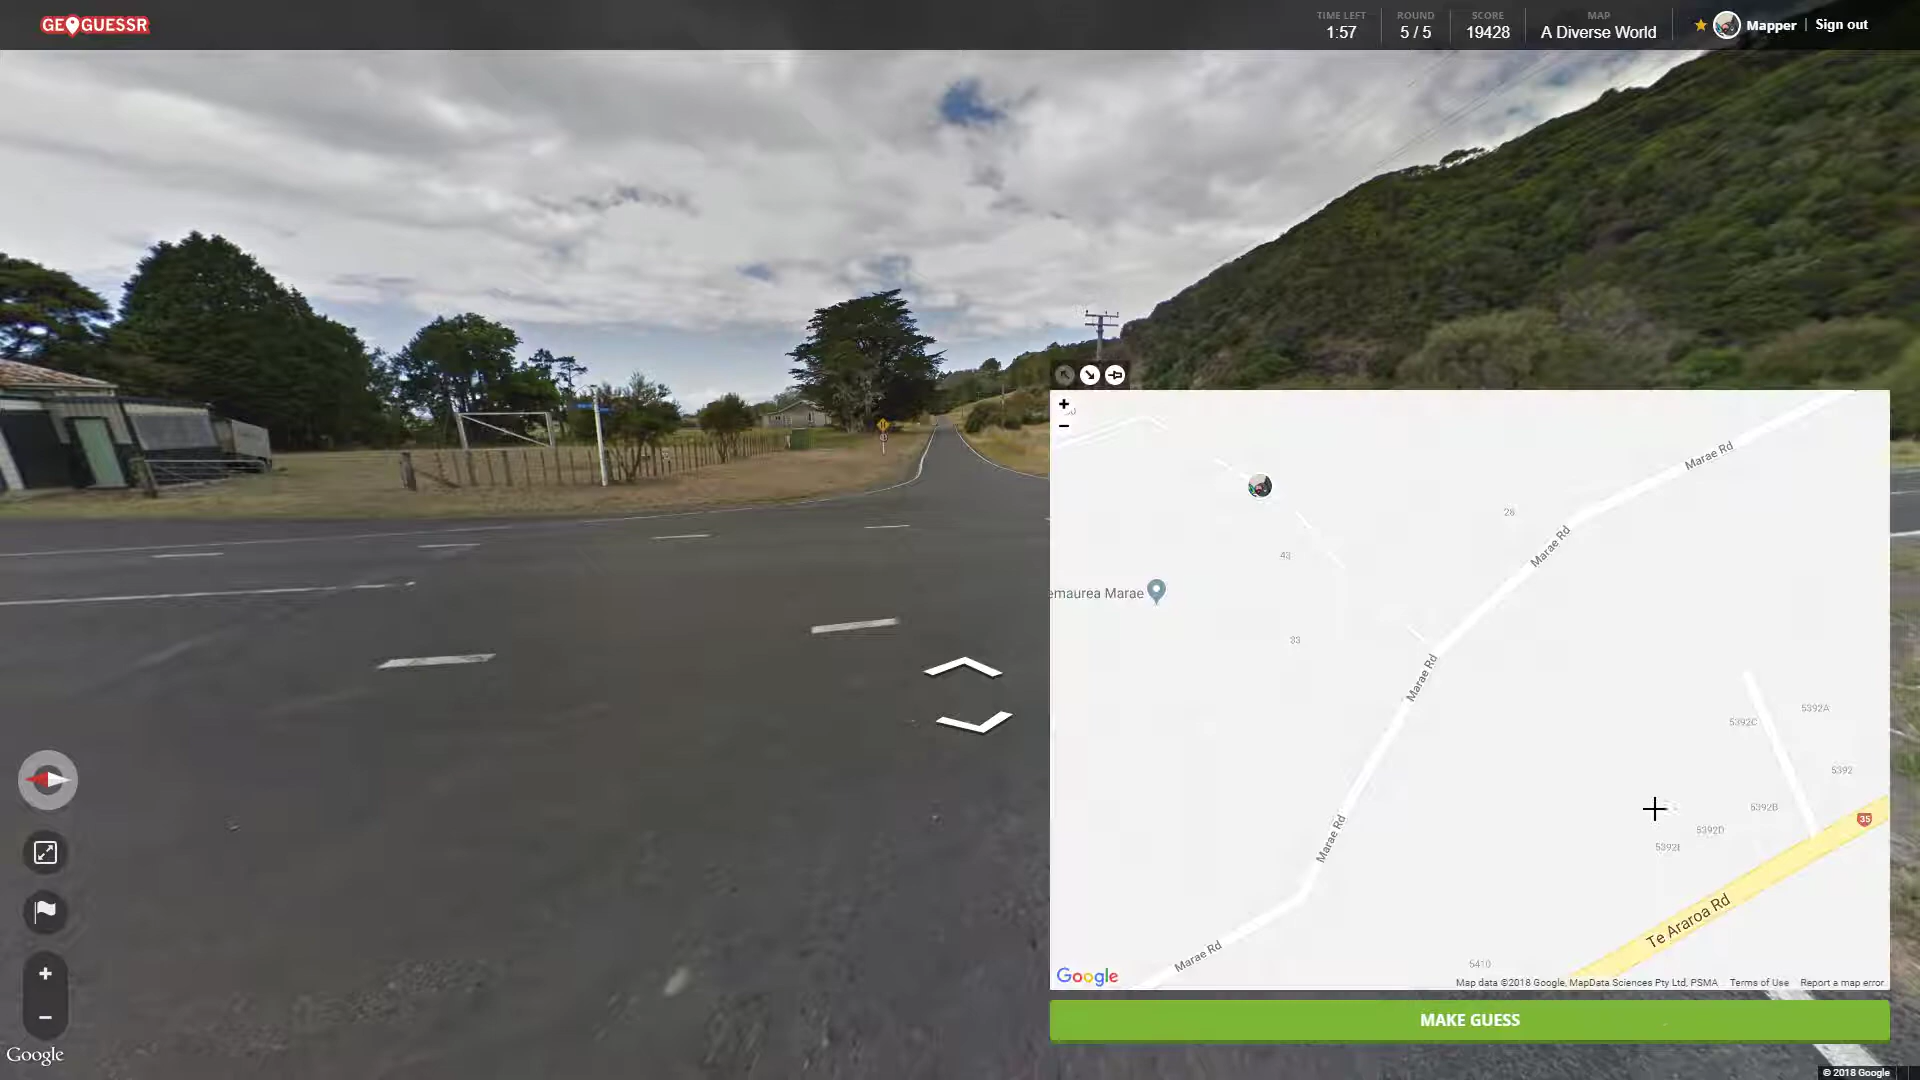 GEOGUESSR
TIME LEFT
1:57
ROUND
5 / 5
SCORE
19428
MAP
A Diverse World
Mapper
Sign out
Marae Rd
28
Marae Rd
43
emaurea Marae
33
Marae Rd
5392A
5392C
5392
5392B
35
5392D
Marae Rd
Te Araroa Rd
Marae Rd
5410
Google
Map data ©2018 Google, MapData Sciences Pty Ltd, PSMA
Terms of Use
Report a map error
MAKE GUESS
Google
© 2018 Google